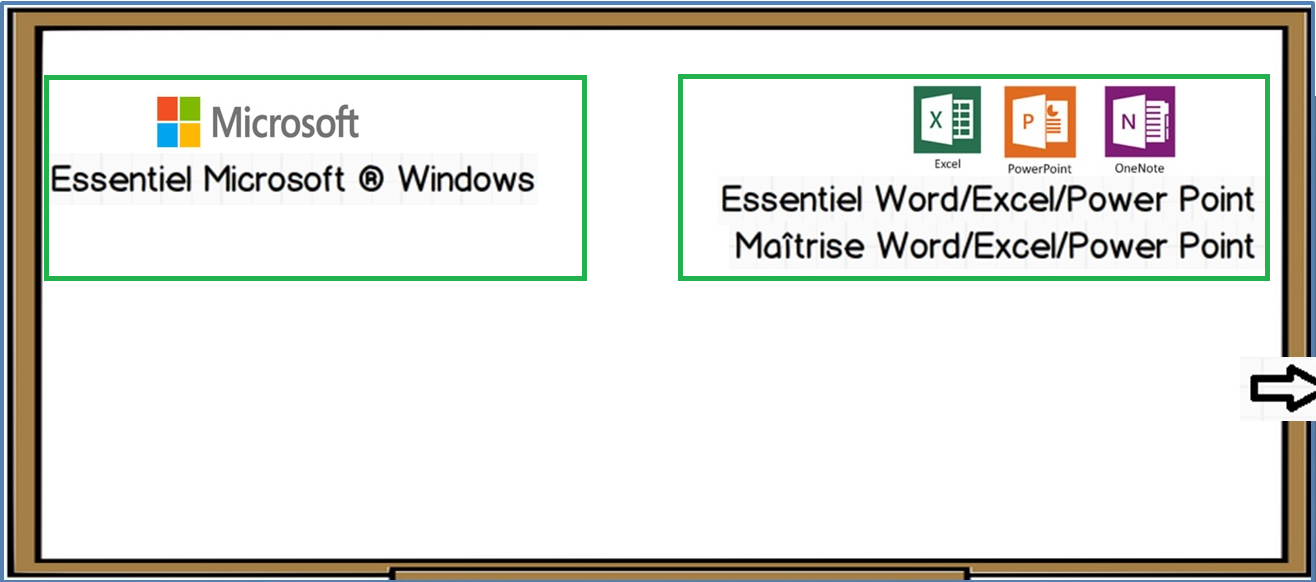 Microsoft
Essentiel Microsoft ® Windows
X P N
Excel PowerPoint OneNote
Essentiel Word/Excel/Power Point
Maîtrise Word/Excel/Power Point